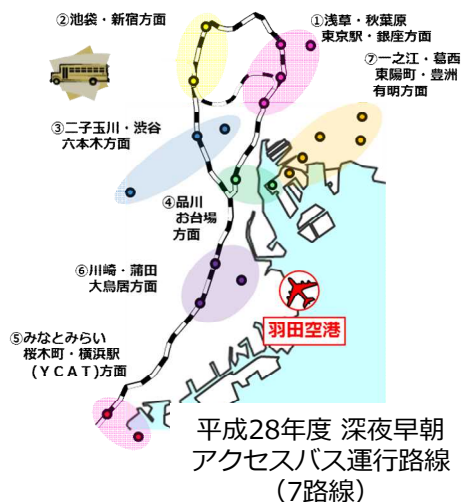 ②池袋・新宿方面
①浅草・秋葉原
東京駅・銀座方面
⑦一之江・葛西
東陽町・豊洲
有明方面
③二子玉川・渋谷
六本木方面
④品川
お台場
方面
⑥川崎・蒲田
大鳥居方面
羽田空港
⑤みなとみらい
桜木町・横浜駅
(ＹＣＡＴ)方面
平成28年度 深夜早朝
アクセスバス運行路線
（7路線）